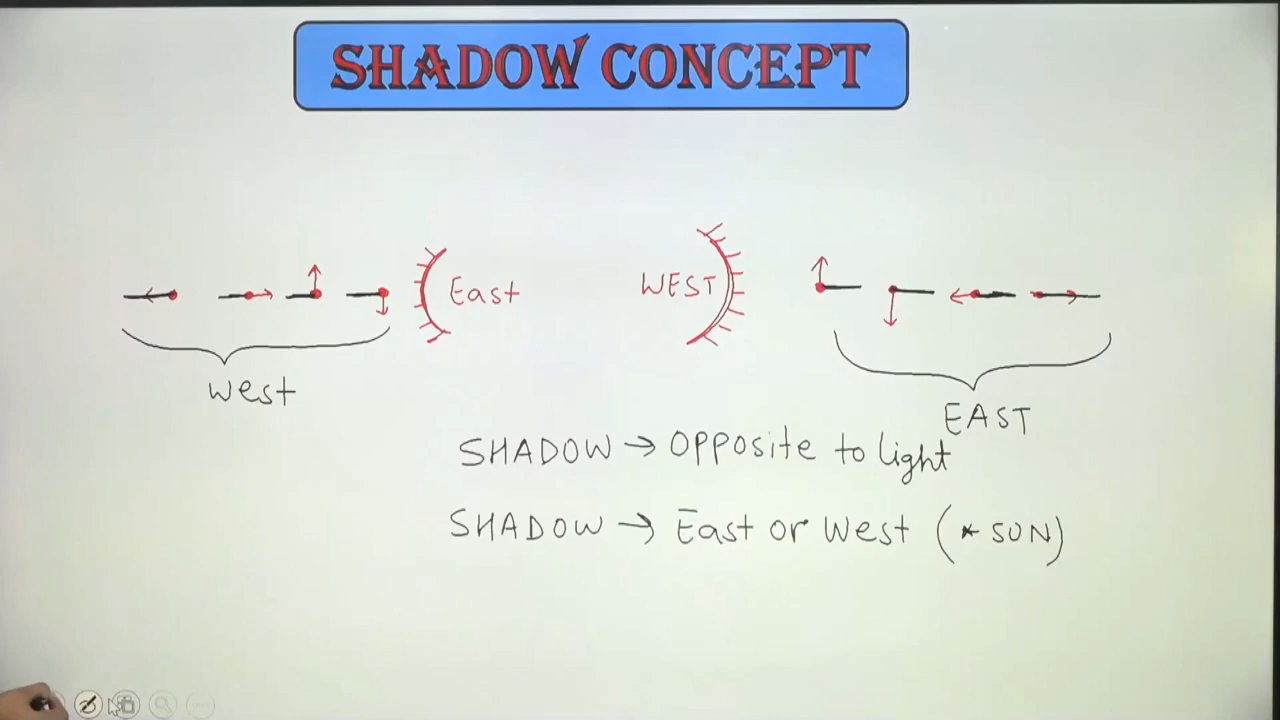 SHADOW CONCEPT
East
WEST
west
EAST
SHADOW → Opposite to light
SHADOW → East or West (* SUN)